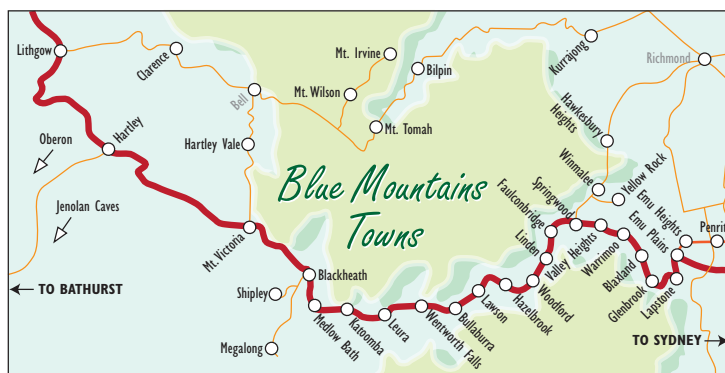 Lithgow
Clarence
Mt. Irvine
Kurrajong
Richmond
Bell
Mt. Wilson
Bilpin
Oberon
Hartley
Hartley Vale
Mt. Tomah
Hawkesbury
Heights
Blue Mountains
Towns
Winmalee
Yellow Rock
Jenolan Caves
Springwood
Faulconbridge
Linden
Emu Heights
Emu Plains
Penrit
Mt. Victoria
Valey Heights
Warrimoo
Blaxland
Glenbrook
Lapstone
Blackheath
TO BATHURST
Shipley
Medlow Bath
Katoomba
Leura
Wentworth Falls
Bullaburra
Lawson
Hazelbrook
Woodford
Megalong
TO SYDNEY